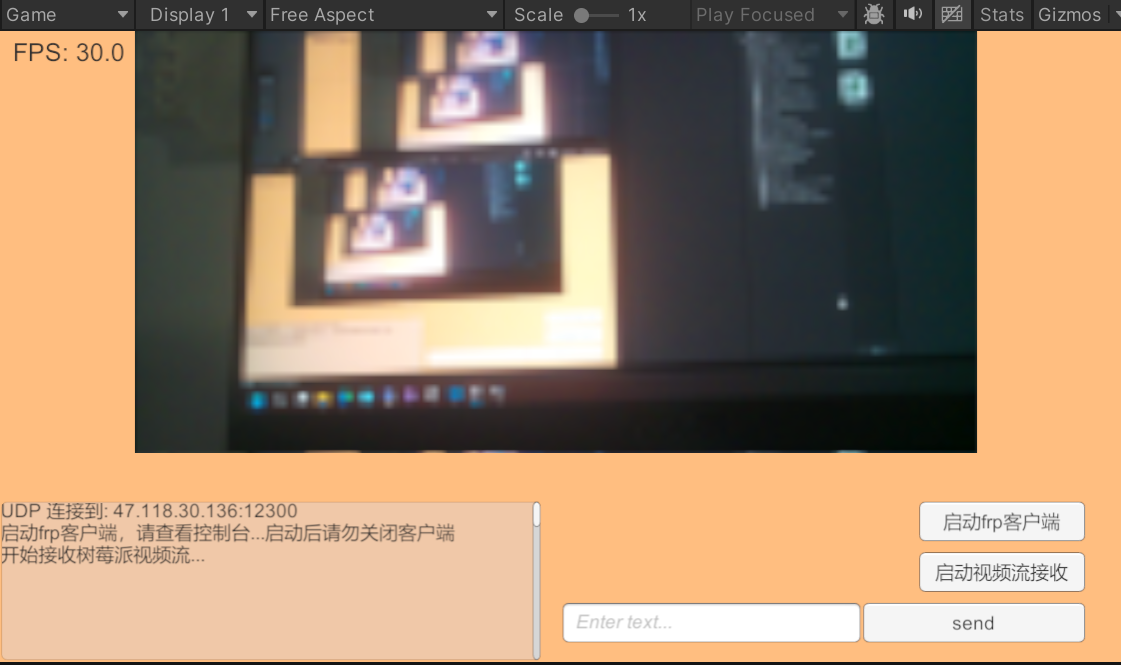 Game Display 1 Free Aspect Scale 1x Play Focused Stats Gizmos
FPS: 30.0
UDP 连接到: 47.118.30.136:12300
启动frp客户端，请查看控制台...启动后请勿关闭客户端
开始接收树莓派视频流...
启动frp客户端
启动视频流接收
Enter text...
send